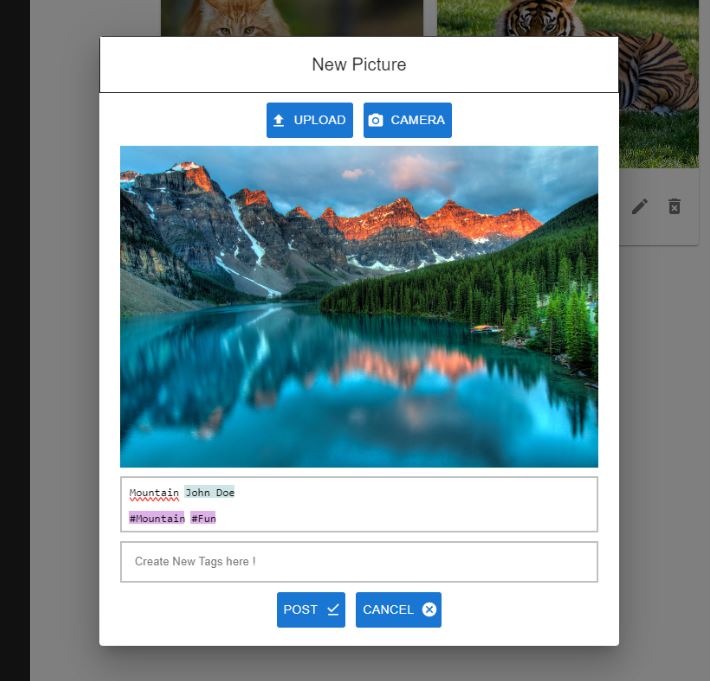 New Picture
UPLOAD CAMERA
Mountain John Doe
#Mountain #Fun
Create New Tags here !
POST CANCEL